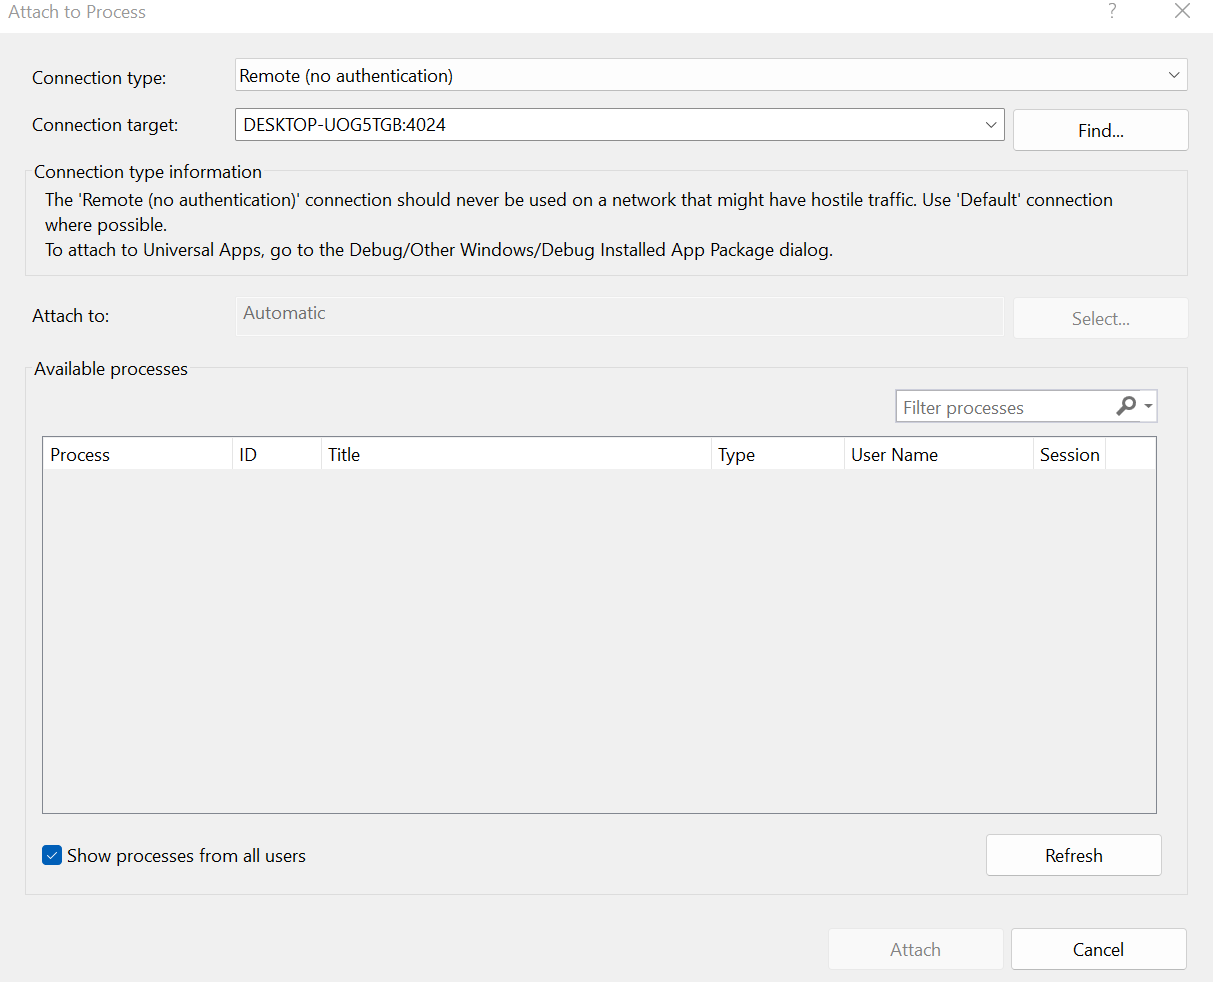 Attach to Process
?
Connection type:
Remote (no authentication)
Connection target:
DESKTOP-UOG5TGB:4024
Find...
Connection type information
The 'Remote (no authentication)' connection should never be used on a network that might have hostile traffic. Use 'Default' connection
where possible.
To attach to Universal Apps, go to the Debug/Other Windows/Debug Installed App Package dialog.
Attach to:
Automatic
Select...
Available processes
Filter processes
Process ID Title Type User Name Session
Show processes from all users
Refresh
Attach
Cancel